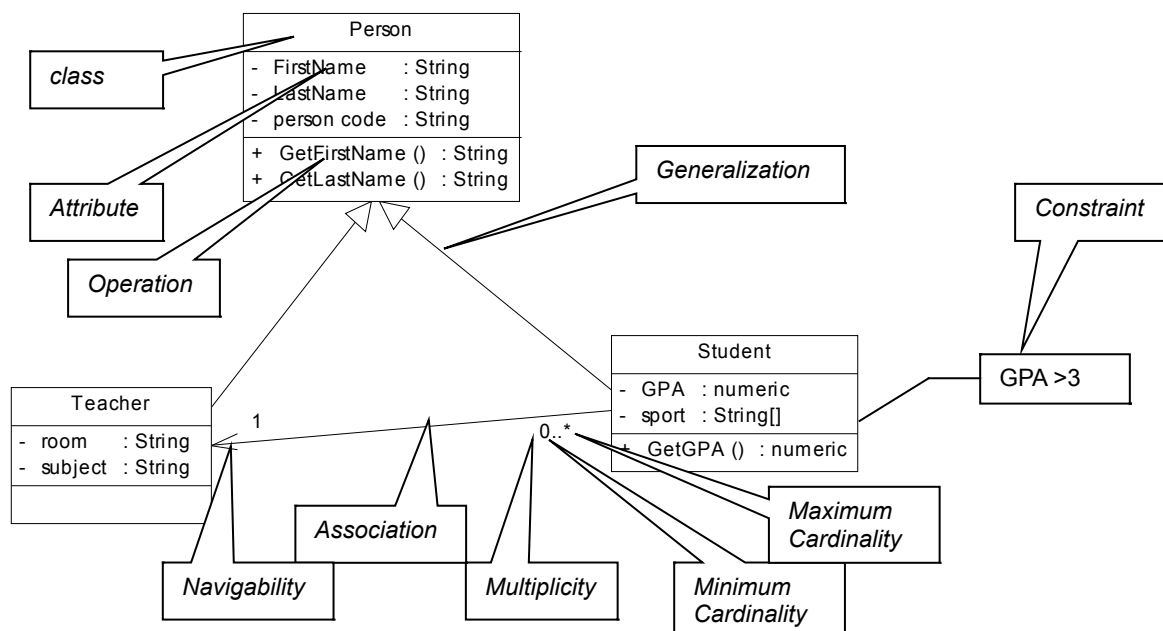 Person
class
- FirstName : String
- LastName : String
- person code : String
+ GetFirstName () : String
+ GetLastName () : String
Generalization
Attribute
Constraint
Operation
Student
- GPA : numeric
- sport : String[]
+ GetGPA () : numeric
GPA >3
Teacher
- room : String
- subject : String
1
0..*
Association
Maximum
Cardinality
Navigability
Multiplicity
Minimum
Cardinality